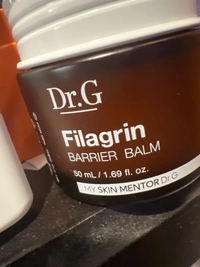 Dr.G
Filagrin
BARRIER BALM
50 mL / 1.69 fl. oz.
MY SKIN MENTOR Dr.G